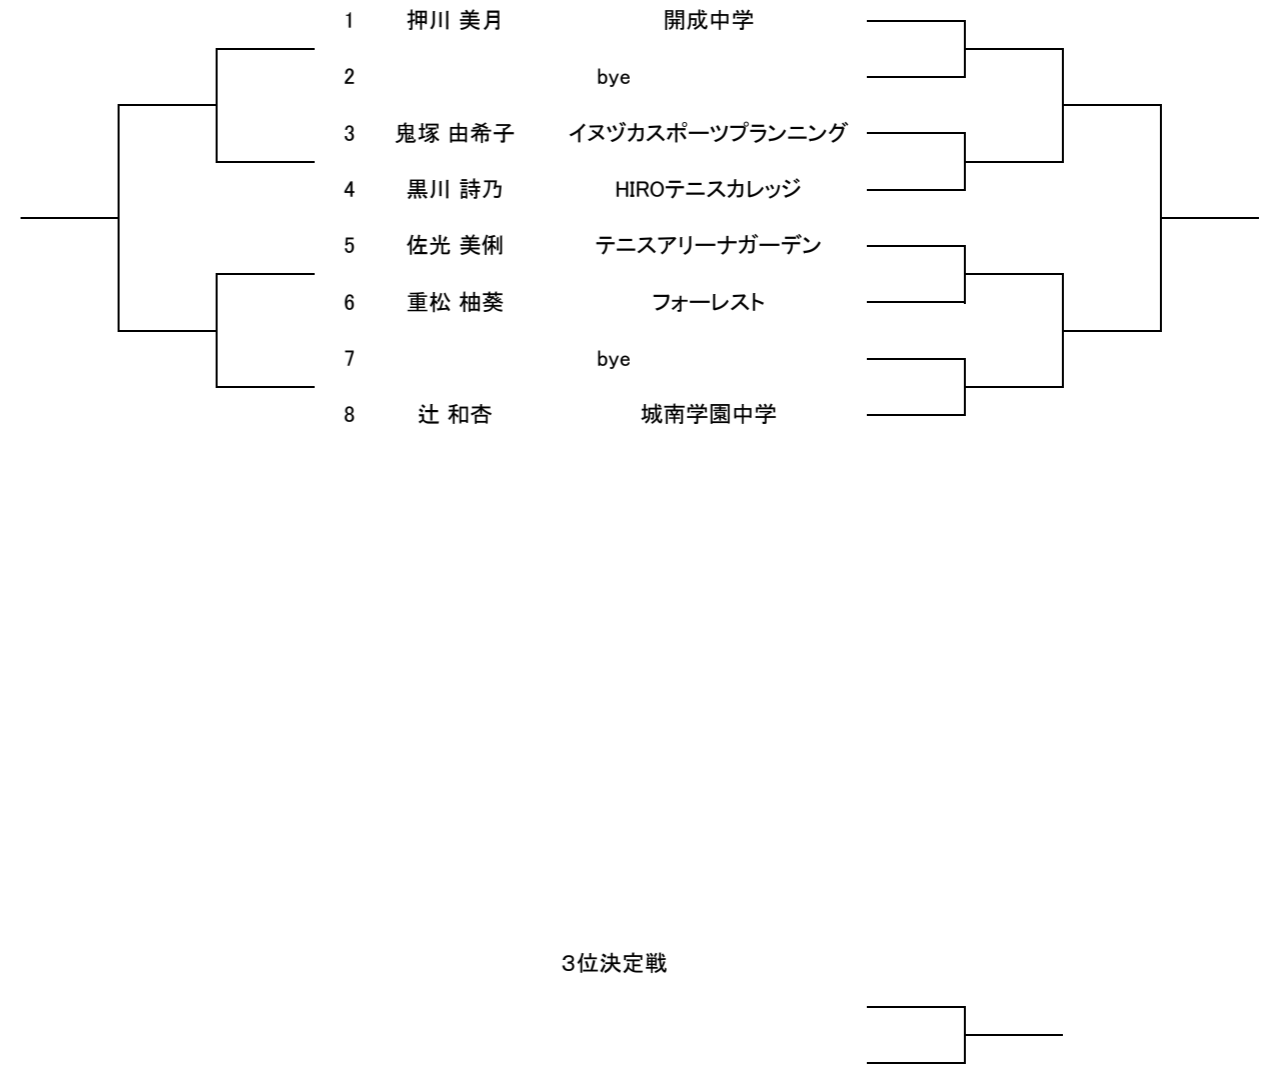 1 押川 美月 開成中学
2 bye
3 鬼塚 由希子 イヌヅカスポーツプランニング
4 黒川 詩乃 HIROテニスカレッジ
5 佐光 美俐 テニスアリーナガーデン
6 重松 柚葵 フォーレスト
7 bye
8 辻 和杏 城南学園中学
3位決定戦